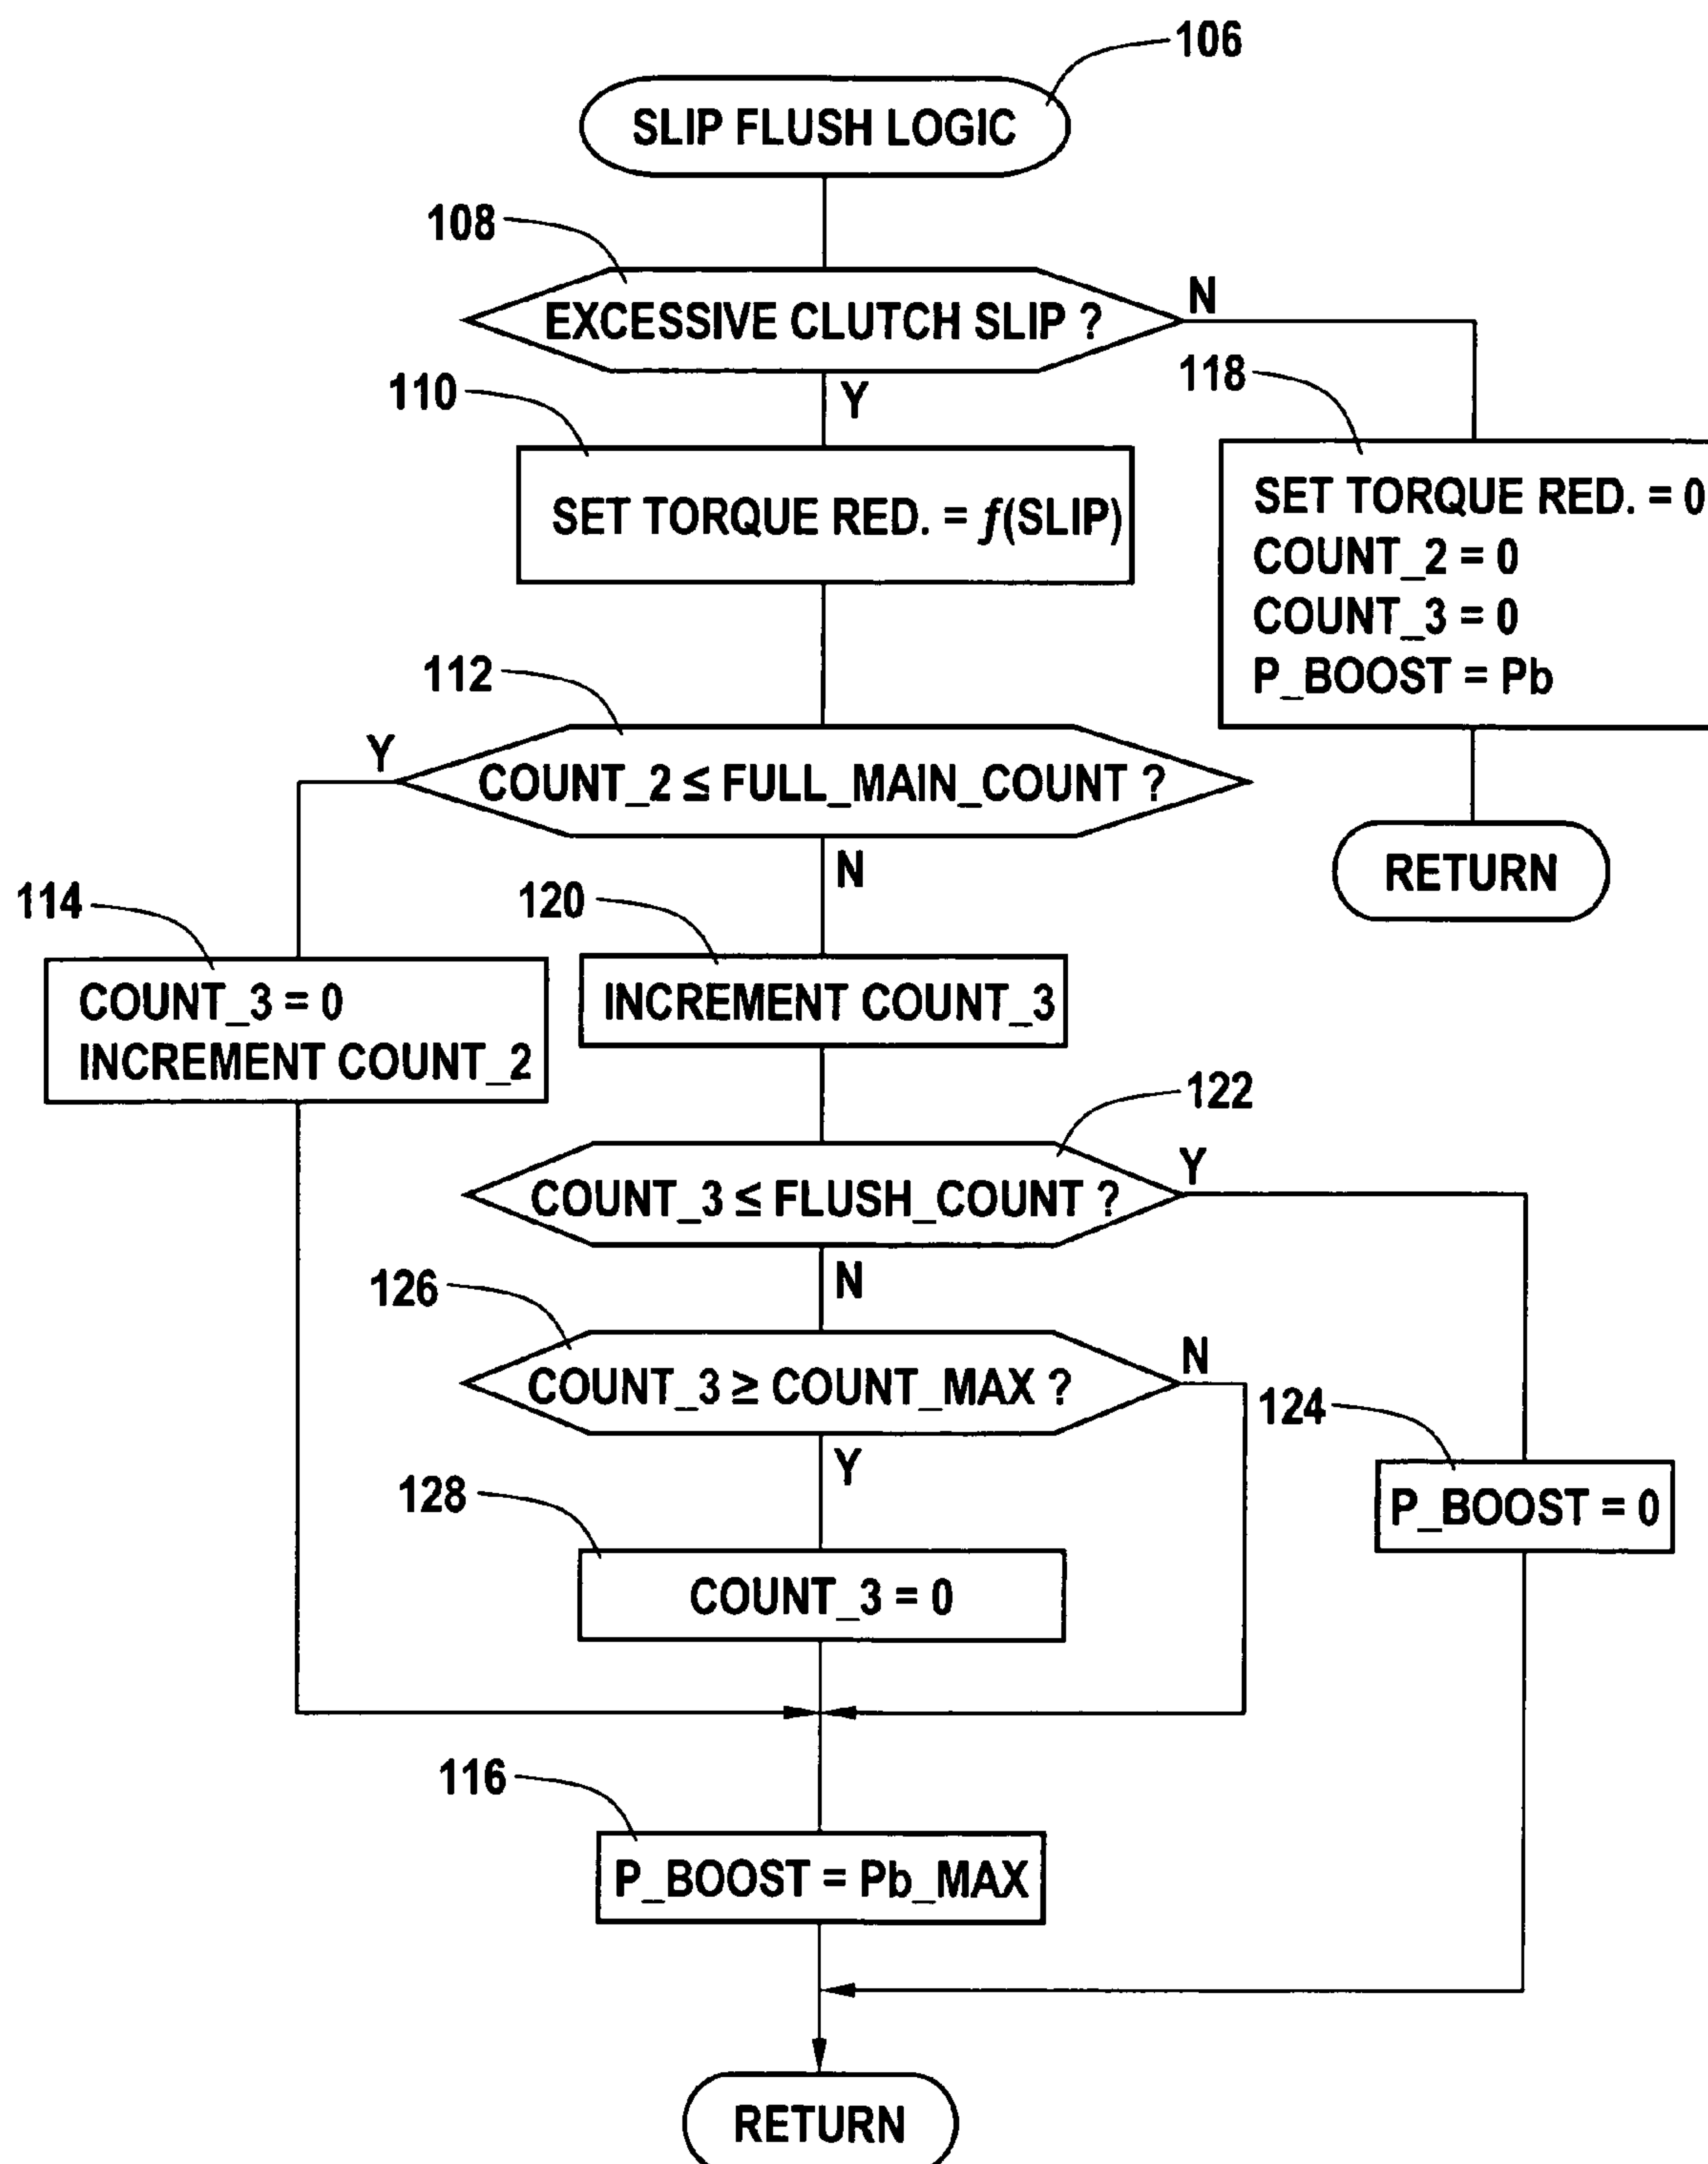 106
SLIP FLUSH LOGIC
108
EXCESSIVE CLUTCH SLIP ?
N
Y
110
SET TORQUE RED. = ƒ(SLIP)
118
SET TORQUE RED. = 0
COUNT_2 = 0
COUNT_3 = 0
P_BOOST = Pb
RETURN
112
COUNT_2 ≤ FULL_MAIN_COUNT ?
Y
N
114
COUNT_3 = 0
INCREMENT COUNT_2
120
INCREMENT COUNT_3
122
COUNT_3 ≤ FLUSH_COUNT ?
Y
N
126
COUNT_3 ≥ COUNT_MAX ?
N
Y
124
P_BOOST = 0
128
COUNT_3 = 0
116
P_BOOST = Pb_MAX
RETURN